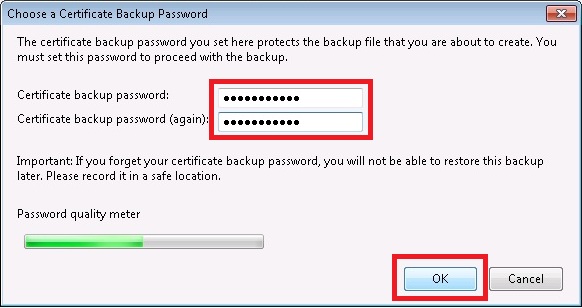 Choose a Certificate Backup Password
The certificate backup password you set here protects the backup file that you are about to create. You
must set this password to proceed with the backup.
Certificate backup password: ●●●●●●●●●●●
Certificate backup password (again): ●●●●●●●●●●●
Important: If you forget your certificate backup password, you will not be able to restore this backup
later. Please record it in a safe location.
Password quality meter
OK Cancel